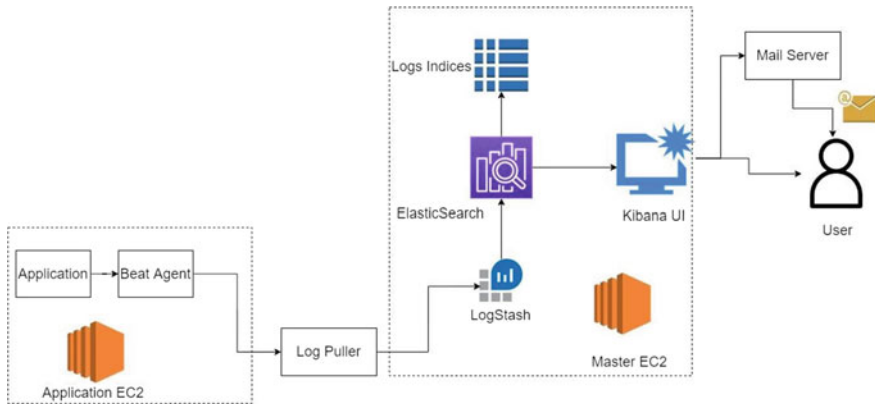 Logs Indices
Mail Server
ElasticSearch
Kibana UI
User
Application
Beat Agent
LogStash
Log Puller
Master EC2
Application EC2